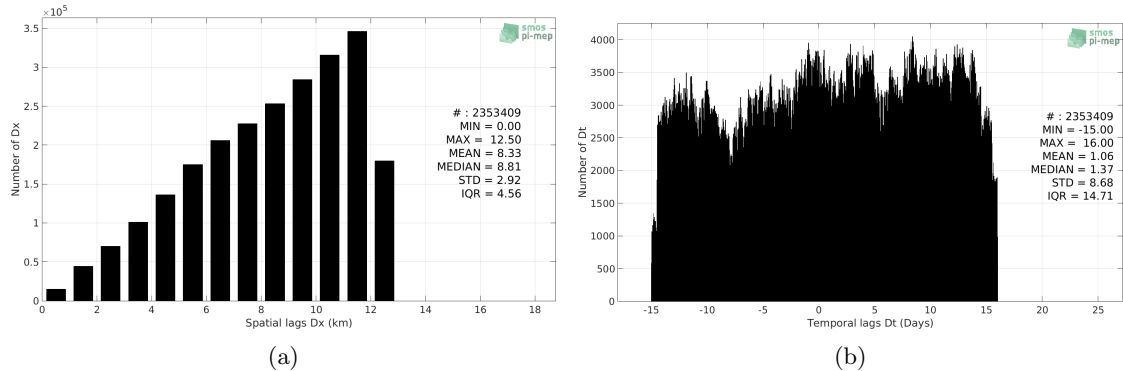 ×10⁵
3.5
3
2.5
2
1.5
1
0.5
0
Number of Dx
0 2 4 6 8 10 12 14 16 18
Spatial lags Dx (km)
smos
pi-mep
# : 2353409
MIN = 0.00
MAX = 12.50
MEAN = 8.33
MEDIAN = 8.81
STD = 2.92
IQR = 4.56
(a)
4000
3500
3000
2500
2000
1500
1000
500
0
Number of Dt
-15 -10 -5 0 5 10 15 20 25
Temporal lags Dt (Days)
smos
pi-mep
# : 2353409
MIN = -15.00
MAX = 16.00
MEAN = 1.06
MEDIAN = 1.37
STD = 8.68
IQR = 14.71
(b)